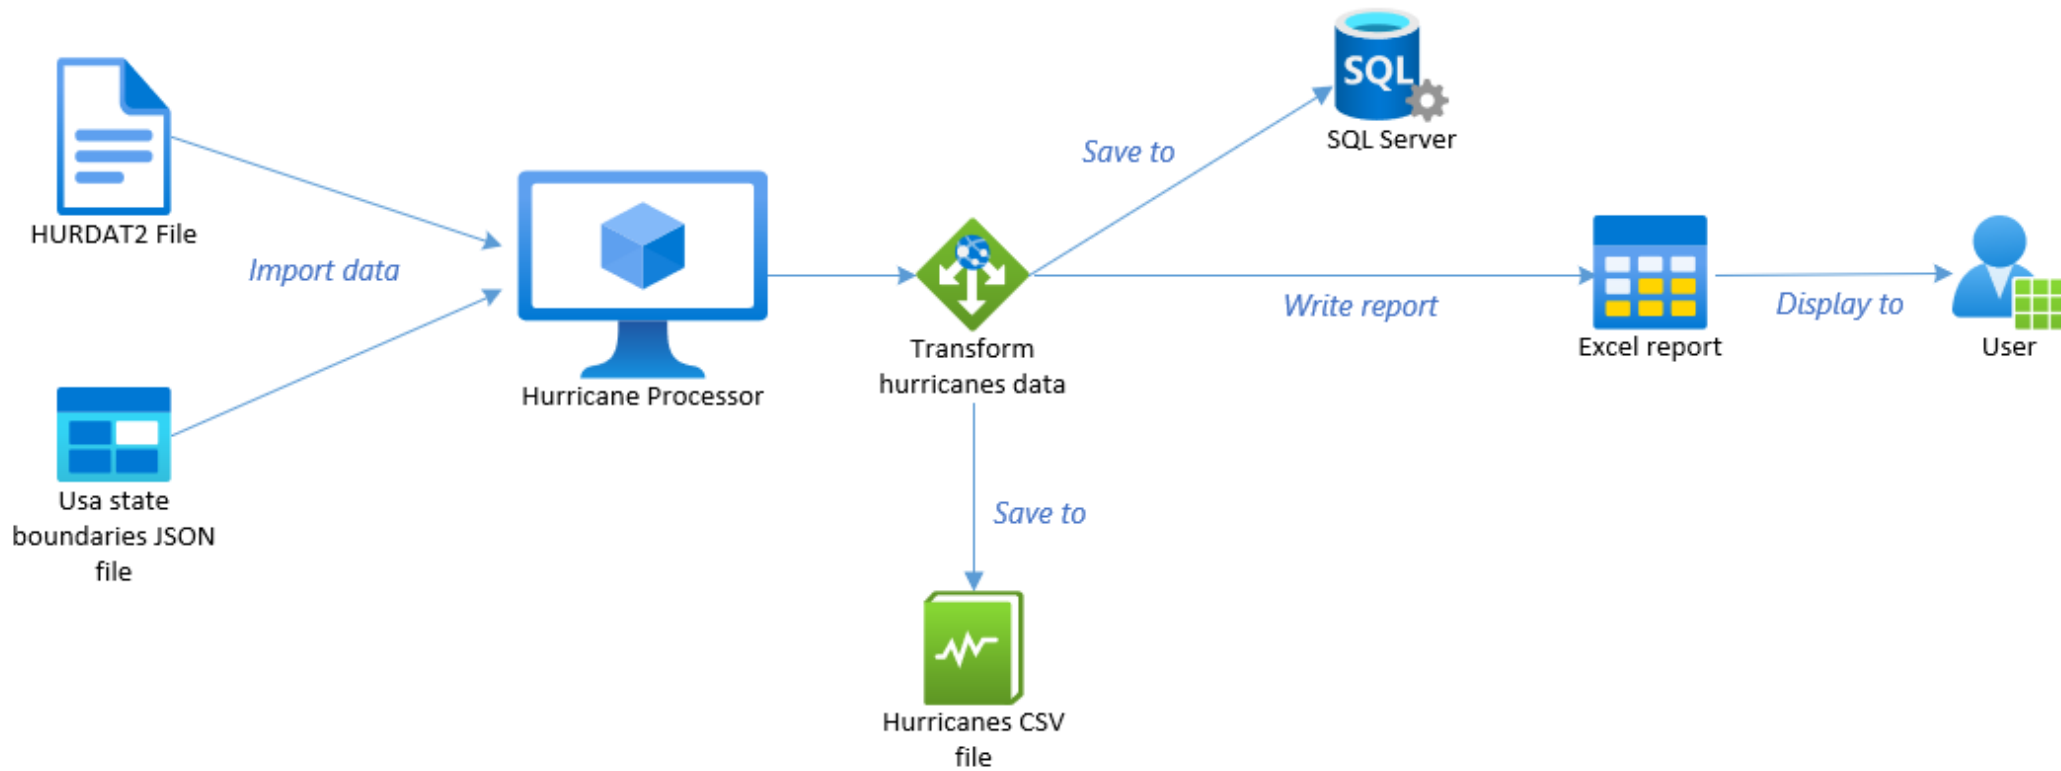 SQL
SQL Server
HURDAT2 File
Import data
Usa state
boundaries JSON
file
Hurricane Processor
Transform
hurricanes data
Save to
Write report
Excel report
Display to
User
Save to
Hurricanes CSV
file